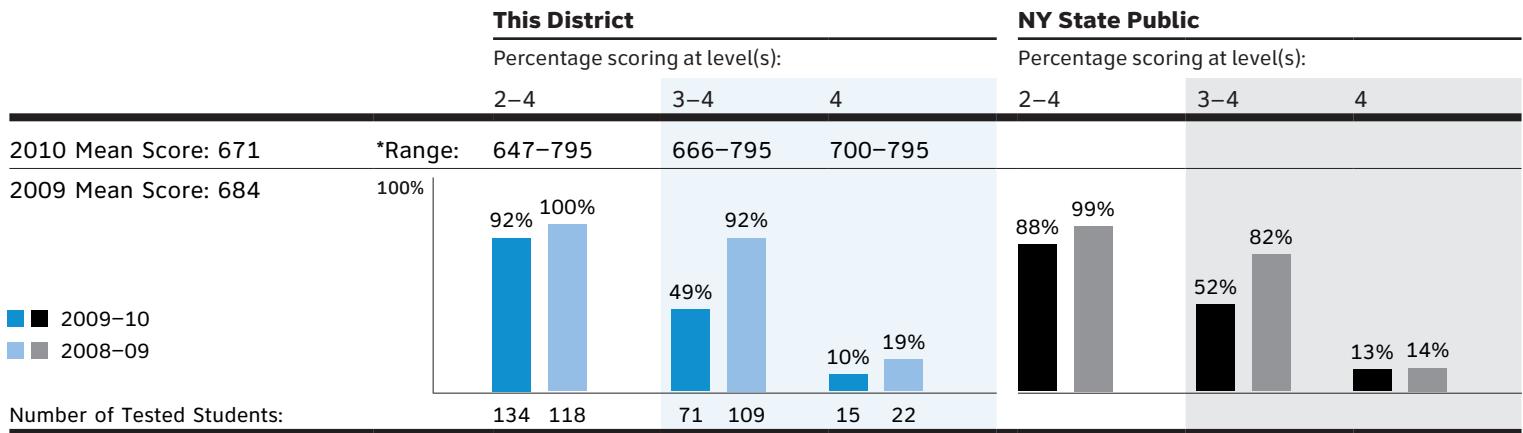 This District NY State Public
Percentage scoring at level(s): Percentage scoring at level(s):
2–4 3–4 4 2–4 3–4 4
2010 Mean Score: 671 *Range: 647–795 666–795 700–795
2009 Mean Score: 684 100%
92% 100% 92% 49% 10% 19% 88% 99% 52% 82% 13% 14%
2009–10
2008–09
Number of Tested Students: 134 118 71 109 15 22